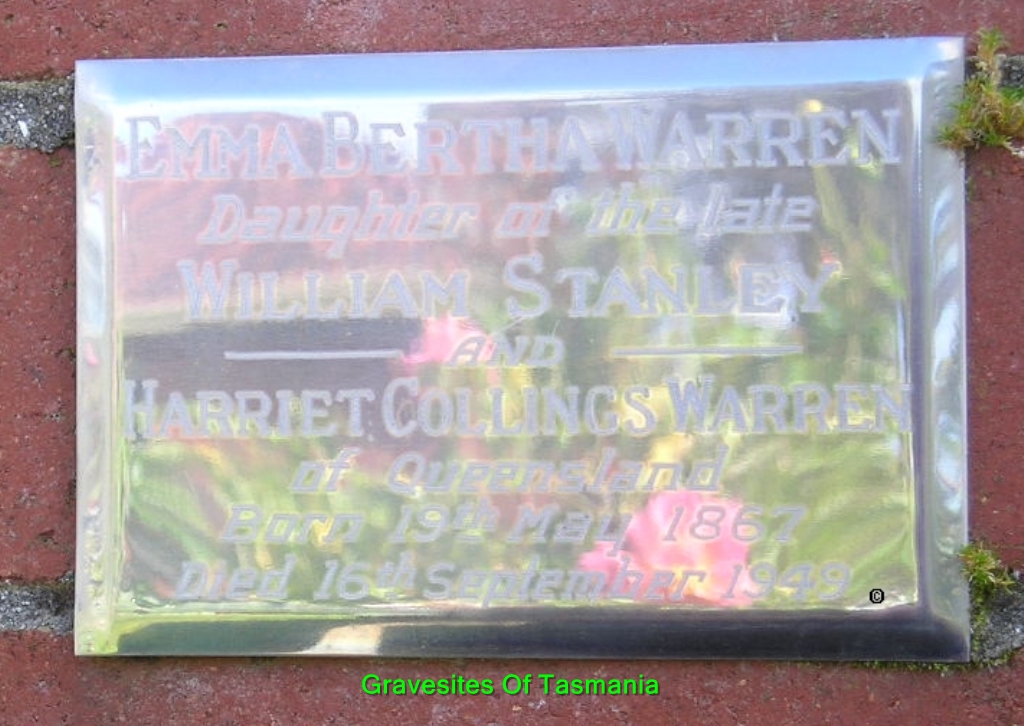 EMMA BERTHA WARREN
Daughter of the late
WILLIAM STANLEY
AND
HARRIET COLLINGS WARREN
of Queensland
Born 19th May 1867
Died 16th September 1949
©
Gravesites Of Tasmania